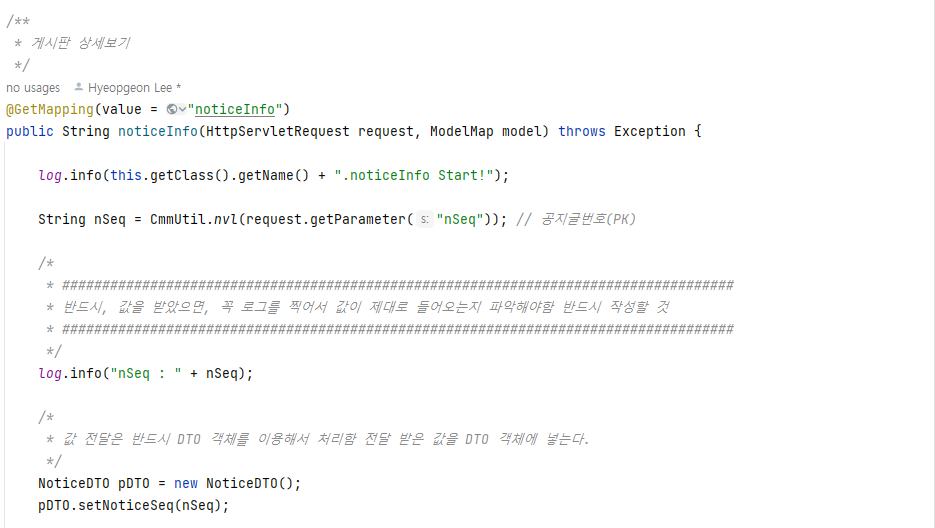 /**
 * 게시판 상세보기
 */
no usages Hyeopgeon Lee *
@GetMapping(value = "noticeInfo")
public String noticeInfo(HttpServletRequest request, ModelMap model) throws Exception {
log.info(this.getClass().getName() + ".noticeInfo Start!");
String nSeq = CmmUtil.nvl(request.getParameter( s: "nSeq")); // 공지글번호(PK)
/*
 * ####################################################################################
 * 반드시, 값을 받았으면, 꼭 로그를 찍어서 값이 제대로 들어오는지 파악해야함 반드시 작성할 것
 * ####################################################################################
 */
log.info("nSeq : " + nSeq);
/*
 * 값 전달은 반드시 DTO 객체를 이용해서 처리함 전달 받은 값을 DTO 객체에 넣는다.
 */
NoticeDTO pDTO = new NoticeDTO();
pDTO.setNoticeSeq(nSeq);